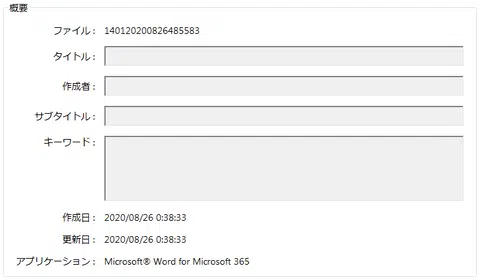 概要
ファイル： 140120200826485583
タイトル：
作成者：
サブタイトル：
キーワード：
作成日： 2020/08/26 0:38:33
更新日： 2020/08/26 0:38:33
アプリケーション： Microsoft® Word for Microsoft 365